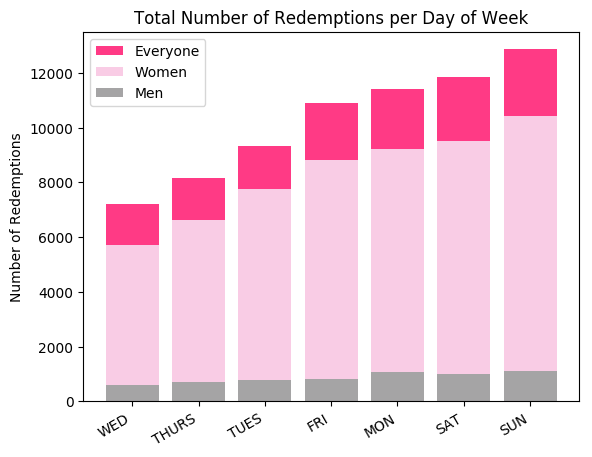 Total Number of Redemptions per Day of Week
Everyone
Women
Men
Number of Redemptions
12000
10000
8000
6000
4000
2000
0
WED
THURS
TUES
FRI
MON
SAT
SUN